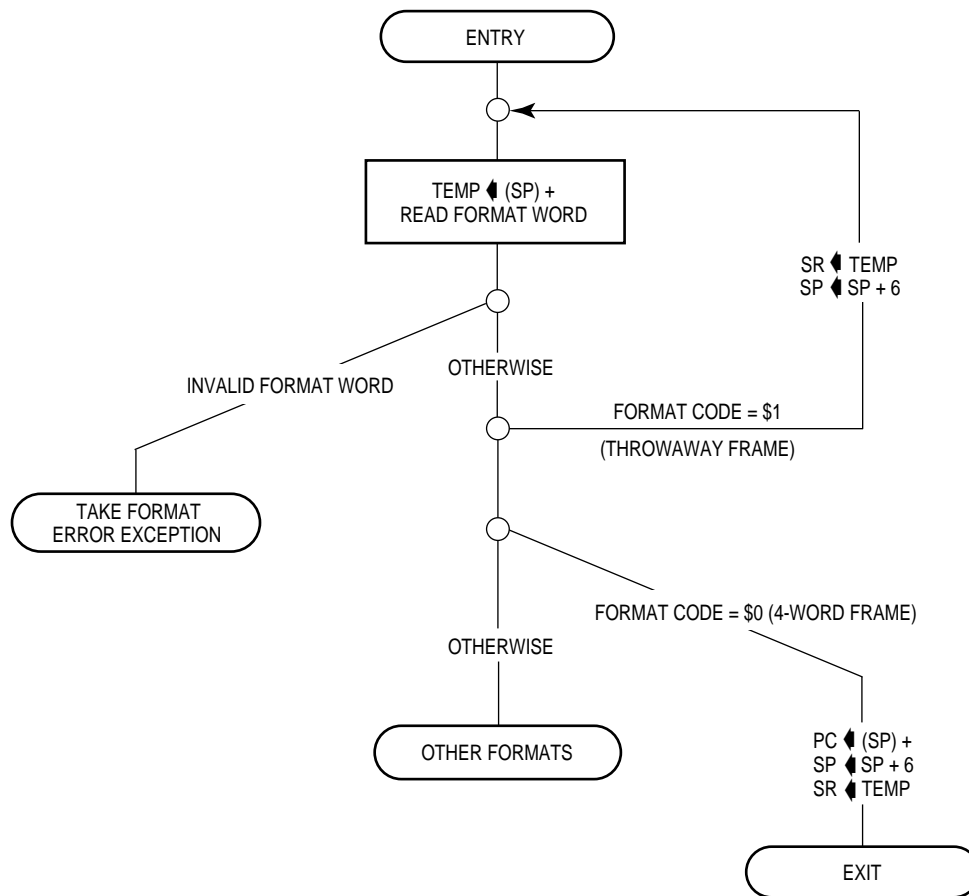 ENTRY
TEMP (SP) +
READ FORMAT WORD
SR TEMP
SP SP + 6
OTHERWISE
INVALID FORMAT WORD
FORMAT CODE = $1
(THROWAWAY FRAME)
TAKE FORMAT
ERROR EXCEPTION
FORMAT CODE = $0 (4-WORD FRAME)
OTHERWISE
OTHER FORMATS
PC (SP) +
SP SP + 6
SR TEMP
EXIT